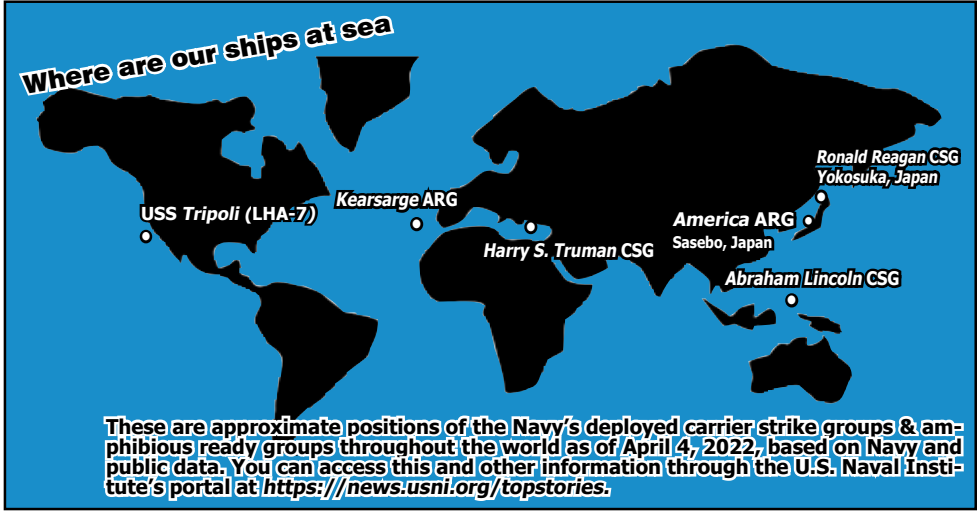 Where are our ships at sea
Ronald Reagan CSG
Yokosuka, Japan
Kearsarge ARG
USS Tripoli (LHA-7)
America ARG
Sasebo, Japan
Harry S. Truman CSG
Abraham Lincoln CSG
These are approximate positions of the Navy's deployed carrier strike groups & am-
phibious ready groups throughout the world as of April 4, 2022, based on Navy and
public data. You can access this and other information through the U.S. Naval Insti-
tute's portal at https://news.usni.org/topstories.